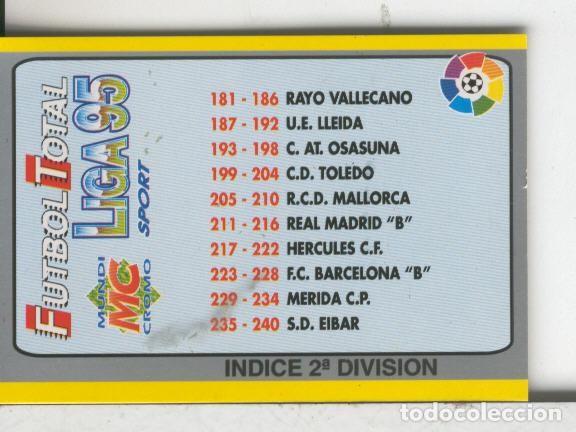 FUTBOL TOTAL
LIGA 95
MUNDI
MC
CROMO
SPORT
181 - 186 RAYO VALLECANO
187 - 192 U.E. LLEIDA
193 - 198 C. AT. OSASUNA
199 - 204 C.D. TOLEDO
205 - 210 R.C.D. MALLORCA
211 - 216 REAL MADRID "B"
217 - 222 HERCULES C.F.
223 - 228 F.C. BARCELONA "B"
229 - 234 MERIDA C.P.
235 - 240 S.D. EIBAR
INDICE 2ª DIVISION
todocoleccion.net